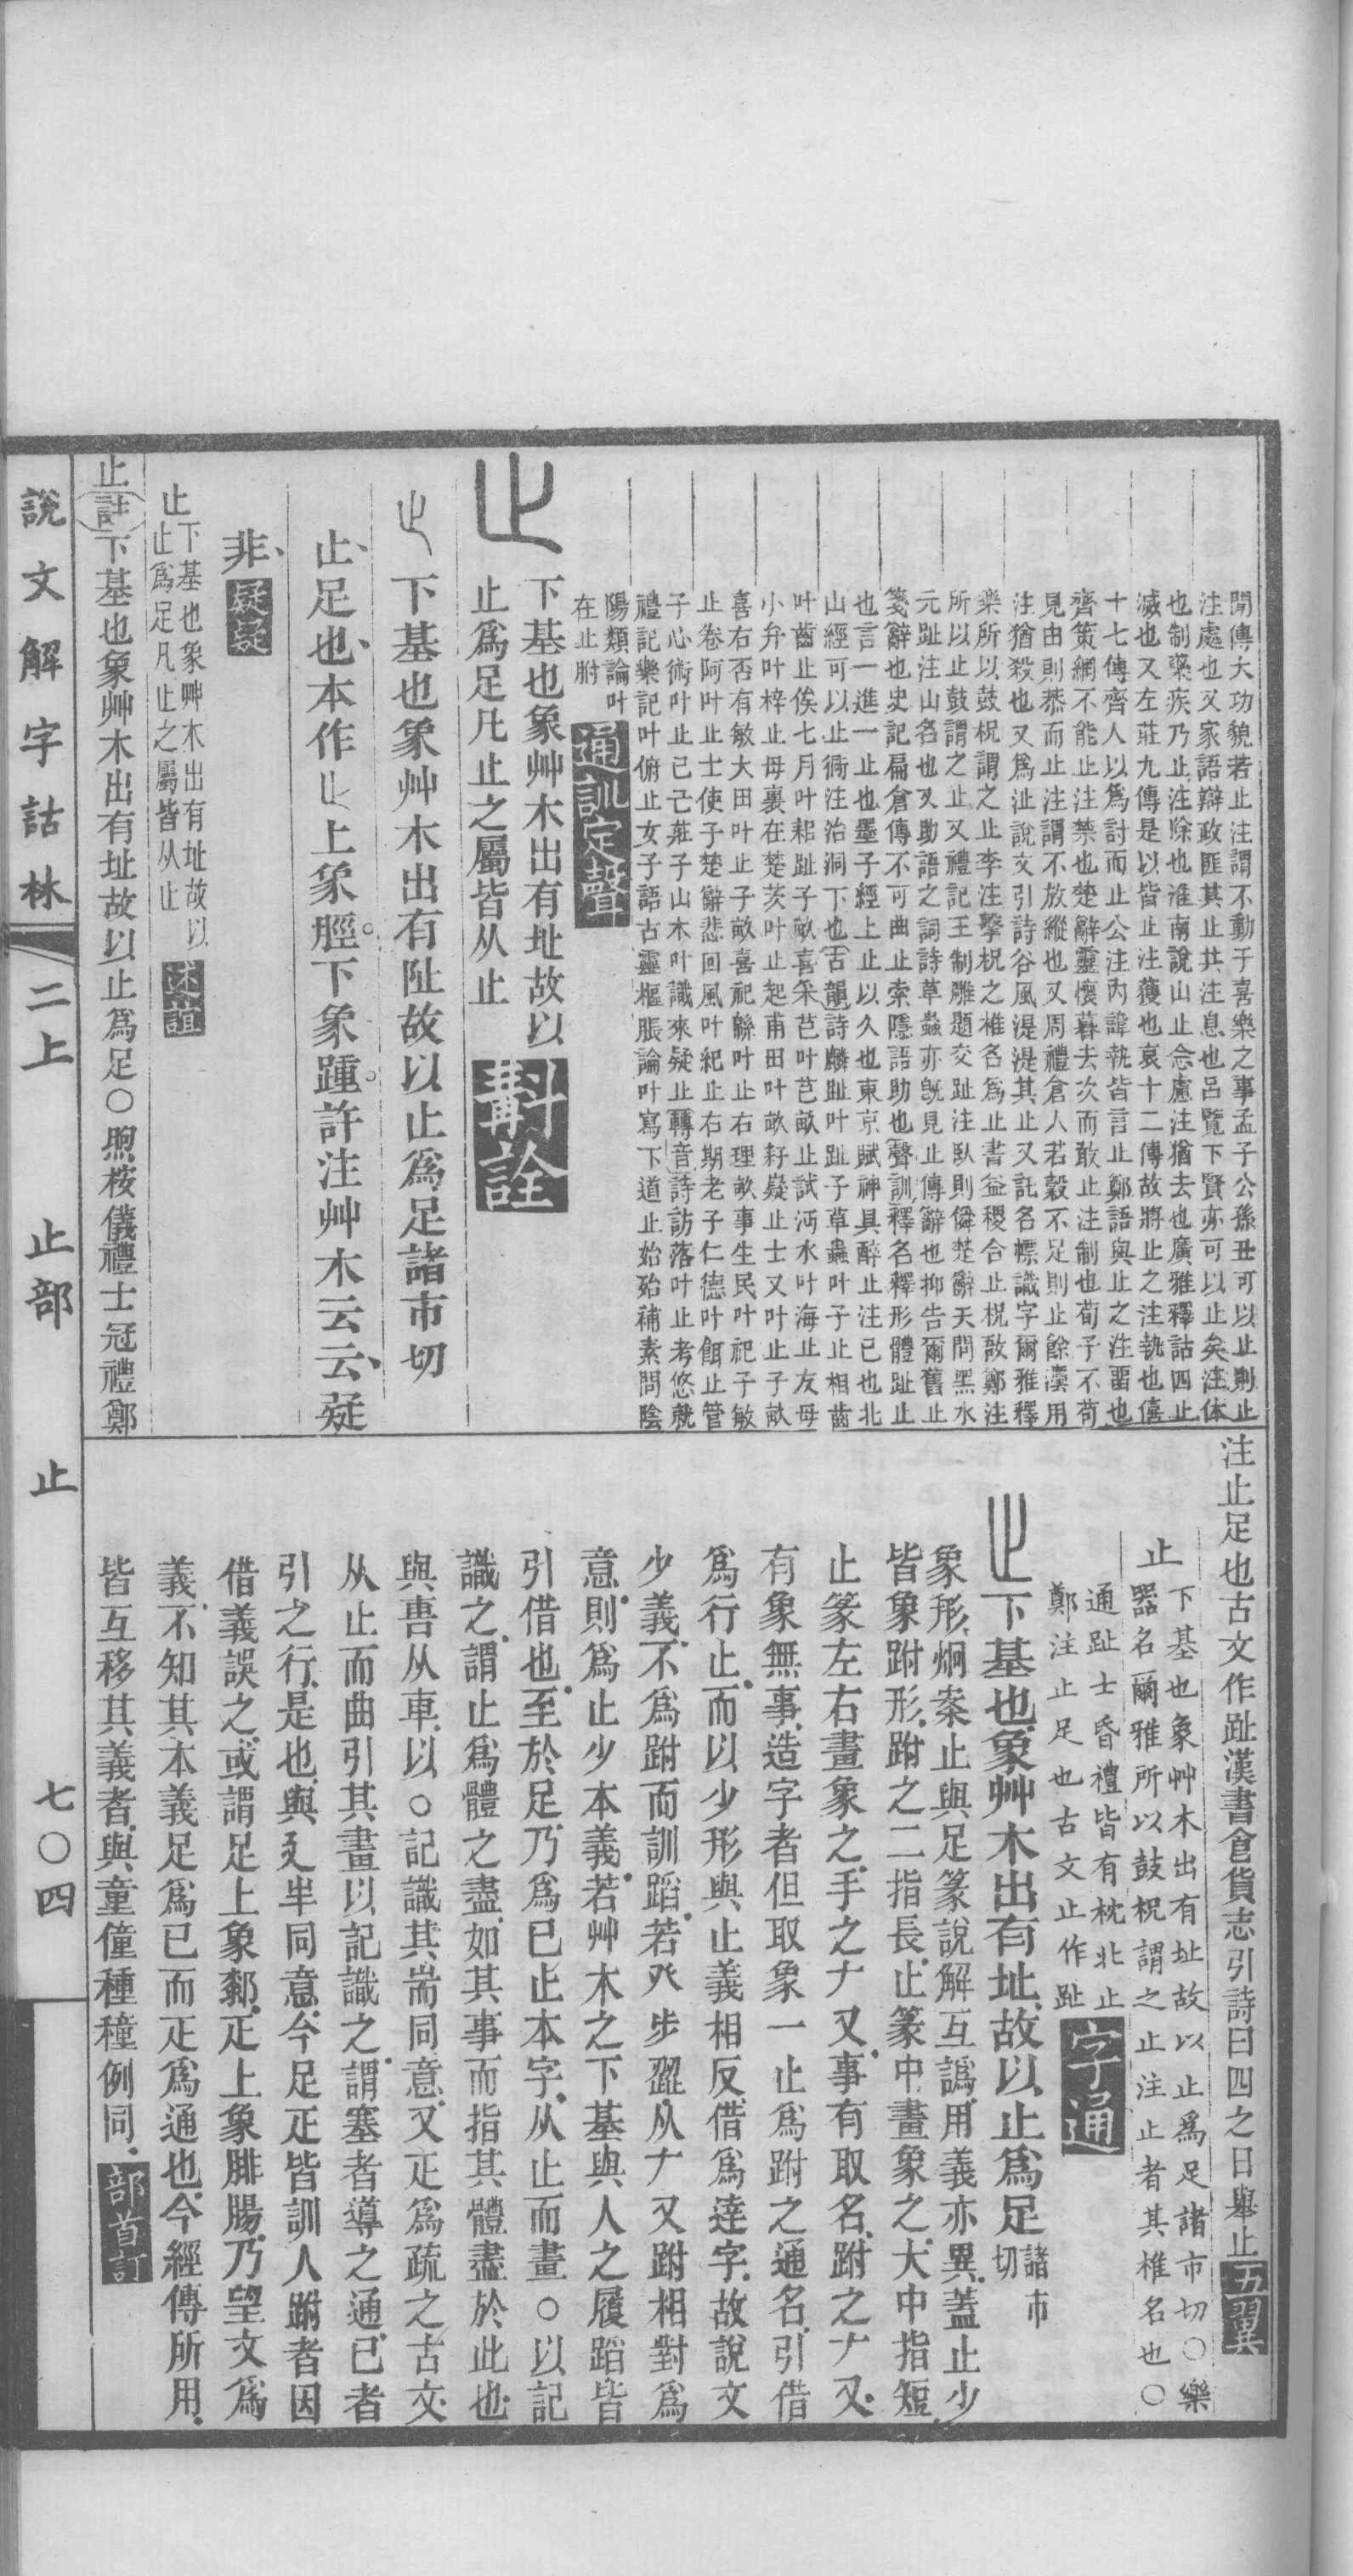 閒傳大功貌若止注謂不動于喜樂之事孟子公孫丑可以止則止
注處也又家語辯政匪其止共注息也呂覽下賢亦可以止矣注休
也制藥疾乃止注除也淮南說山止念慮注猶去也廣雅釋詁四止
滅也又左莊九傳是以皆止注獲也哀十二傳故將止之注執也僖
十七傳齊人以爲討而止公注內諱執皆言止鄭語與止之注畱也
齊策網不能止注禁也楚辭靈懷暮去次而敢止注制也荀子不苟
見由則恭而止注謂不放縱也又周禮倉人若穀不足則止餘灋用
注猶殺也又爲沚說文引詩谷風湜湜其止又託名幖識字爾雅釋
樂所以鼓柷謂之止李注擊柷之椎名爲止書益稷合止柷敔鄭注
所以止鼓謂之止又禮記王制雕題交趾注臥則僢楚辭天問黑水
元趾注山名也又助語之詞詩草蟲亦旣見止傳辭也抑告爾舊止
箋辭也史記扁倉傳不可曲止索隱語助也聲訓釋名釋形體趾止
也言一進一止也墨子經上止以久也東京賦神具醉止注已也北
山經可以止衕注治洞下也古韻詩麟趾叶趾子草蟲叶子止相齒
叶齒止俟七月叶耜趾子畝喜采芑叶芑畝止試沔水叶海止友母
小弁叶梓止母裏在楚茨叶止起甫田叶畝耔薿止士又叶止子畝
喜右否有敏大田叶止子畝喜祀緜叶止右理畝事生民叶祀子敏
止卷阿叶止士使子楚辭悲回風叶紀止右期老子仁德叶餌止管
子心術叶止己己莊子山木叶識來疑止轉音詩訪落叶止考悠就
禮記樂記叶俯止女子語古靈樞脹論叶寫下道止始殆補素問陰
陽類論叶
在止胕
通訓定聲
止
下基也象艸木出有址故以
止爲足凡止之屬皆从止
斠詮
止下基也象艸木出有阯故以止爲足諸市切
止足也本作止上象脛下象踵許注艸木云云疑
非
疑疑
止
下基也象艸木出有址故以
止爲足凡止之屬皆从止
述誼
止註下基也象艸木出有址故以止爲足〇煦桉儀禮士冠禮鄭
注止足也古文作趾漢書食貨志引詩曰四之日舉止
五翼
止
下基也象艸木出有址故以止爲足諸市切〇樂
器名爾雅所以鼓柷謂之止注止者其椎名也〇
通趾士昏禮皆有枕北止
鄭注止足也古文止作趾
字通
止下基也象艸木出有址故以止爲足
諸市
切
象形炯案止與足篆說解互譌用義亦異蓋止少
皆象跗形跗之二指長止篆中畫象之大中指短
止篆左右畫象之手之𠂇又事有取名跗之𠂇又
有象無事造字者但取象一止爲跗之通名引借
爲行止而以少形與止義相反借爲達字故說文
少義不爲跗而訓蹈若癶步歰从𠂇又跗相對爲
意則爲止少本義若艸木之下基與人之履蹈皆
引借也至於足乃爲已止本字从止而畫〇以記
識之謂止爲體之盡如其事而指其體盡於此也
與軎从車以〇記識其耑同意又𤴓爲疏之古文
从止而曲引其畫以記識之謂塞者導之通已者
引之行是也與廴丰同意今足𤴓皆訓人跗者因
借義誤之或謂足上象厀𤴓上象腓腸乃望文爲
義不知其本義足爲已而𤴓爲通也今經傳所用
皆互移其義者與童僮種穜例同
部首訂
說文解字詁林
二上
止部
止
七〇四